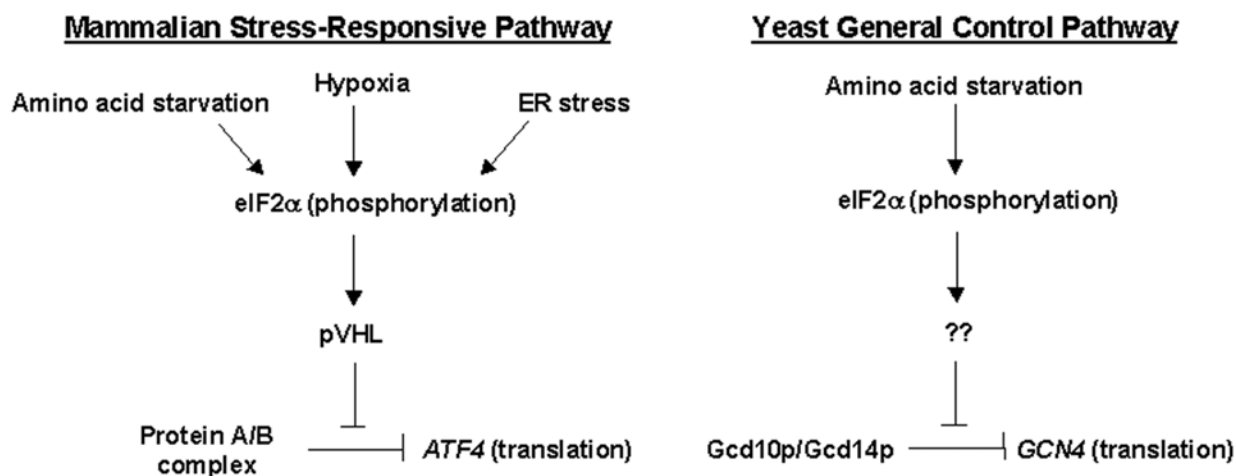 Mammalian Stress-Responsive Pathway
Amino acid starvation
Hypoxia
ER stress
eIF2α (phosphorylation)
pVHL
Protein A/B
complex
ATF4 (translation)
Yeast General Control Pathway
Amino acid starvation
eIF2α (phosphorylation)
??
Gcd10p/Gcd14p
GCN4 (translation)